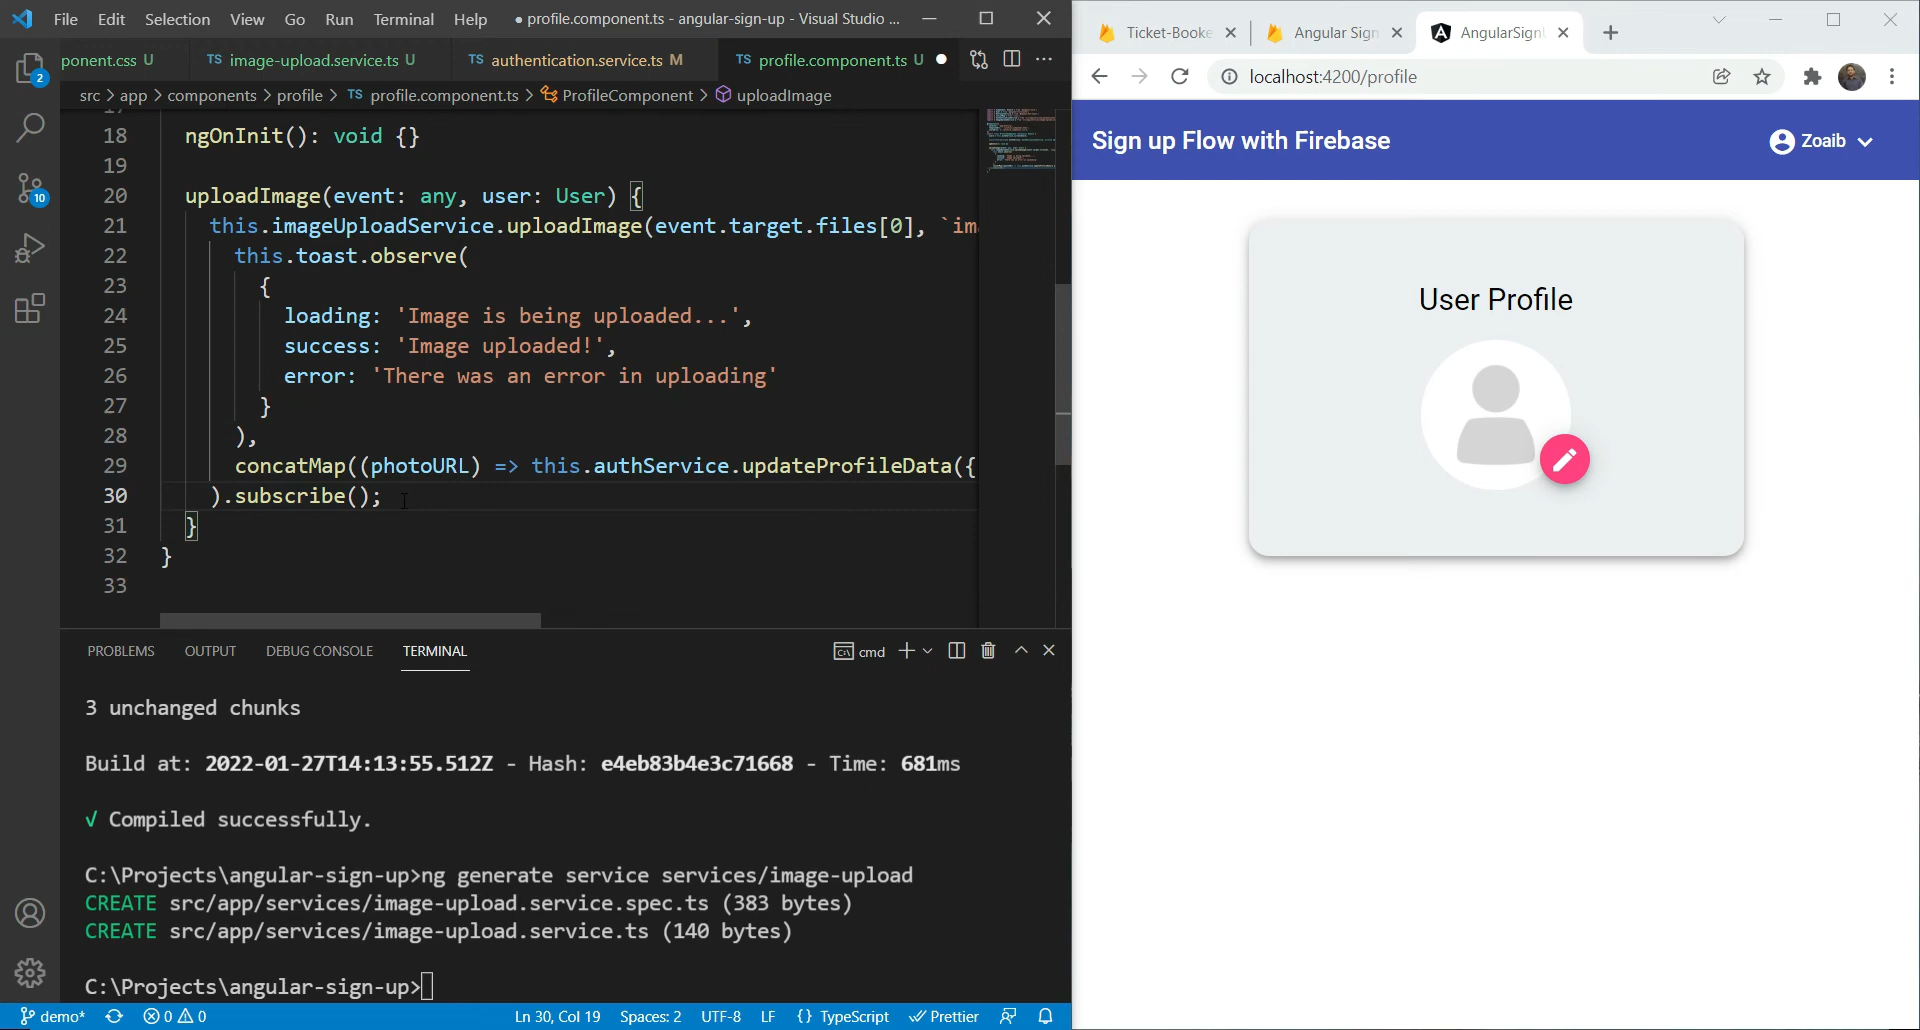 File Edit Selection View Go Run Terminal Help
● profile.component.ts - angular-sign-up - Visual Studio ...
ponent.css U
TS image-upload.service.ts U
TS authentication.service.ts M
TS profile.component.ts U ●
src > app > components > profile > TS profile.component.ts > ProfileComponent > uploadImage
18 ngOnInit(): void {}
19
20 uploadImage(event: any, user: User) {
21 this.imageUploadService.uploadImage(event.target.files[0], `im
22 this.toast.observe(
23 {
24 loading: 'Image is being uploaded...',
25 success: 'Image uploaded!',
26 error: 'There was an error in uploading'
27 }
28 ),
29 concatMap((photoURL) => this.authService.updateProfileData({
30 ).subscribe();
31 }
32 }
33
2
10
PROBLEMS OUTPUT DEBUG CONSOLE TERMINAL
cmd
3 unchanged chunks
Build at: 2022-01-27T14:13:55.512Z - Hash: e4eb83b4e3c71668 - Time: 681ms
√ Compiled successfully.
C:\Projects\angular-sign-up>ng generate service services/image-upload
CREATE src/app/services/image-upload.service.spec.ts (383 bytes)
CREATE src/app/services/image-upload.service.ts (140 bytes)
C:\Projects\angular-sign-up>
demo* 0 0 Ln 30, Col 19 Spaces: 2 UTF-8 LF {} TypeScript Prettier
Ticket-Booke
Angular Sign
AngularSignU
localhost:4200/profile
Sign up Flow with Firebase
Zoaib
User Profile